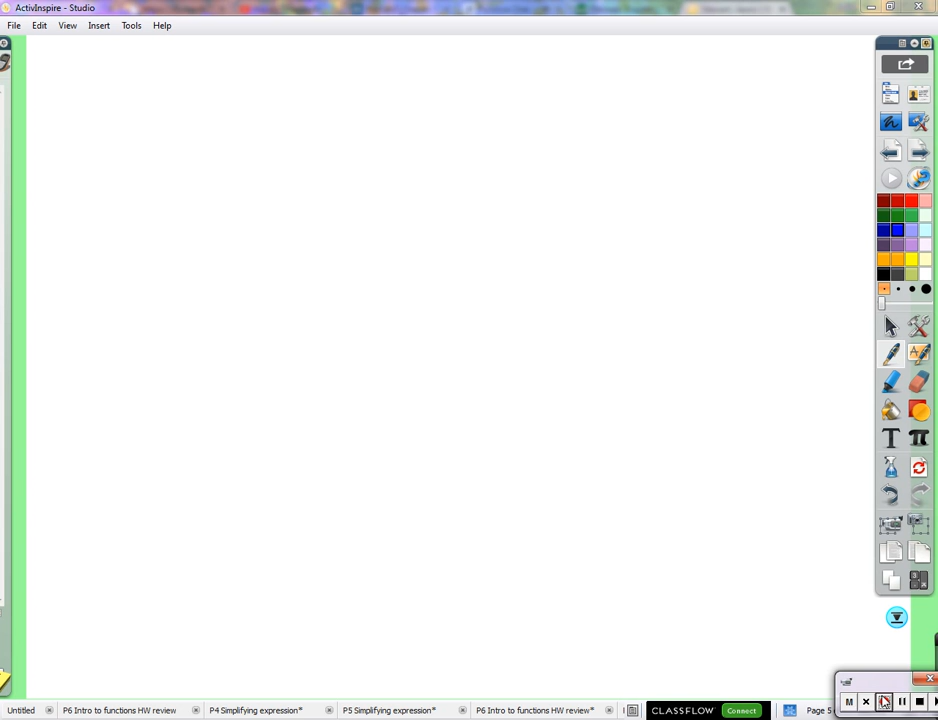 ActivInspire - Studio
File Edit View Insert Tools Help
T π
M
Untitled P6 Intro to functions HW review P4 Simplifying expression* P5 Simplifying expression* P6 Intro to functions HW review* CLASSFLOW Connect Page 5